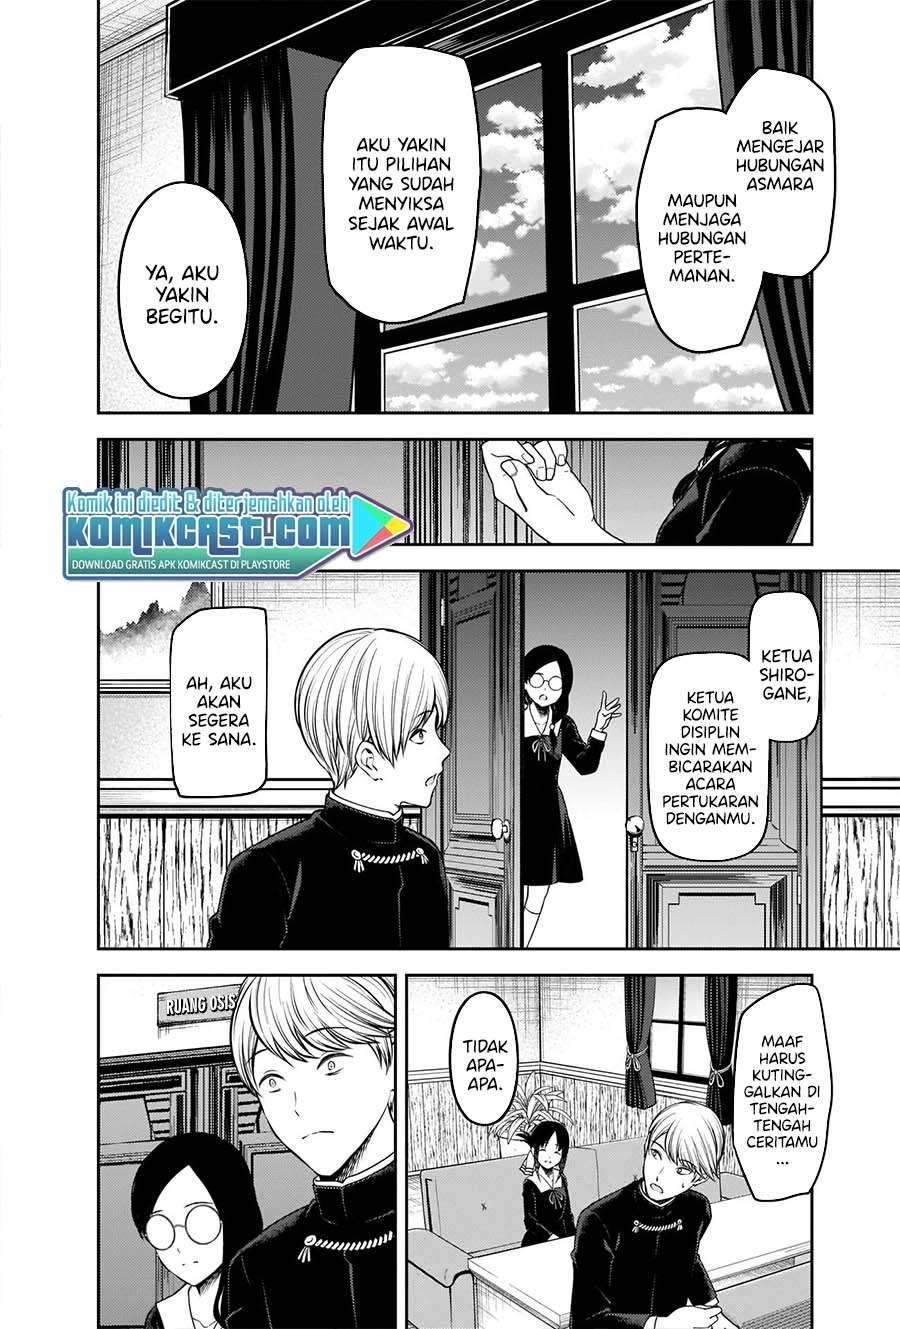 BAIK
MENGEJAR
HUBUNGAN
ASMARA
MAUPUN
MENJAGA
HUBUNGAN
PERTE-
MANAN.
AKU YAKIN
ITU PILIHAN
YANG SUDAH
MENYIKSA
SEJAK AWAL
WAKTU.
YA, AKU
YAKIN
BEGITU.
Komik ini diedit & diterjemahkan oleh
KOMIKCAST.COM
DOWNLOAD GRATIS APK KOMIKCAST DI PLAYSTORE
KETUA
SHIRO-
GANE,
KETUA
KOMITE
DISIPLIN
INGIN MEM-
BICARAKAN
ACARA
PERTUKARAN
DENGANMU.
AH, AKU
AKAN
SEGERA
KE SANA.
MAAF
HARUS
KUTING-
GALKAN DI
TENGAH-
TENGAH
CERITAMU
...
TIDAK
APA-
APA.
RUANG OSIS